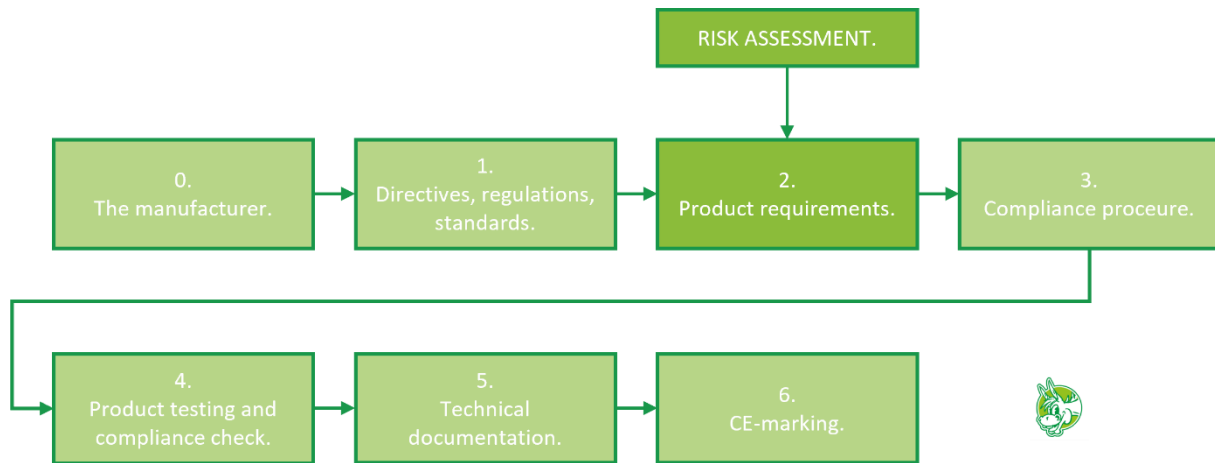 RISK ASSESSMENT.
0.
The manufacturer.
1.
Directives, regulations,
standards.
2.
Product requirements.
3.
Compliance proceure.
4.
Product testing and
compliance check.
5.
Technical
documentation.
6.
CE-marking.